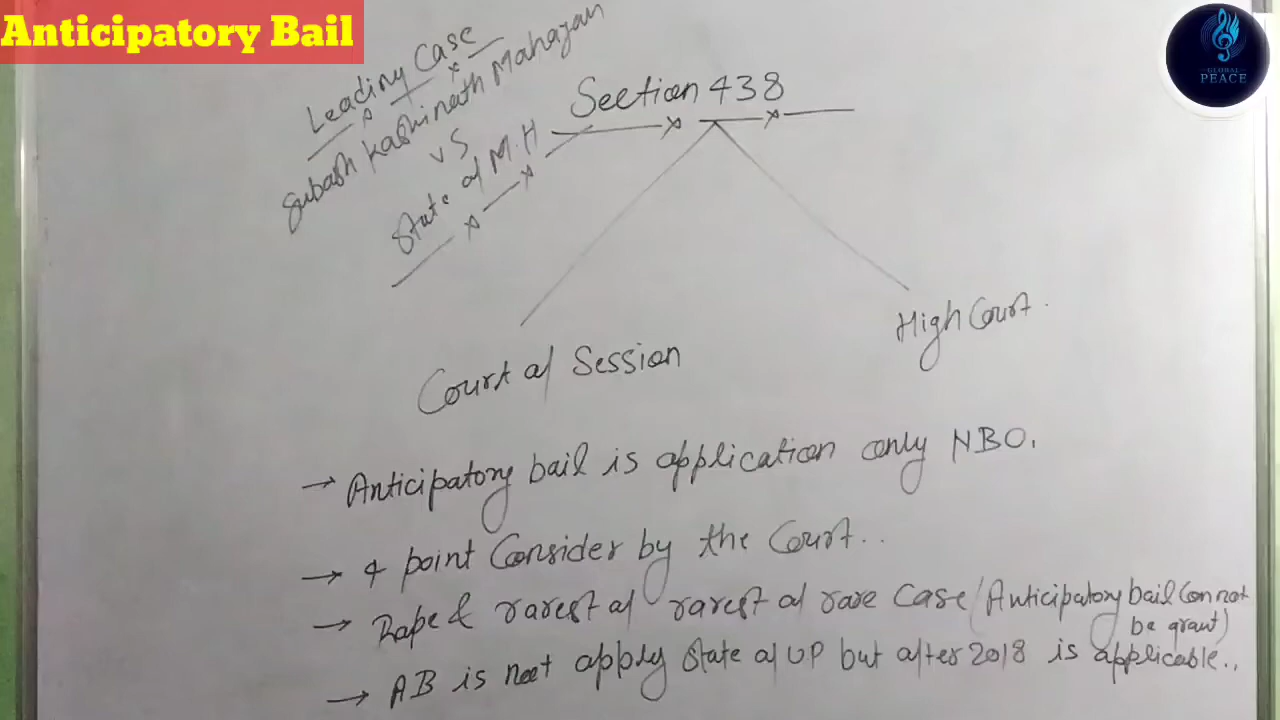 Anticipatory Bail
GLOBAL
PEACE
Leading Case
Subash Kashinath Mahajan
VS
State of M.H
Section 438
Court of Session
High Court.
→ Anticipatory bail is application only NBO.
→ 4 point Consider by the Court..
→ Rape & rarest of rarest of rare case (Anticipatory bail Can not
be grant)
→ AB is not apply State of UP but after 2018 is applicable..